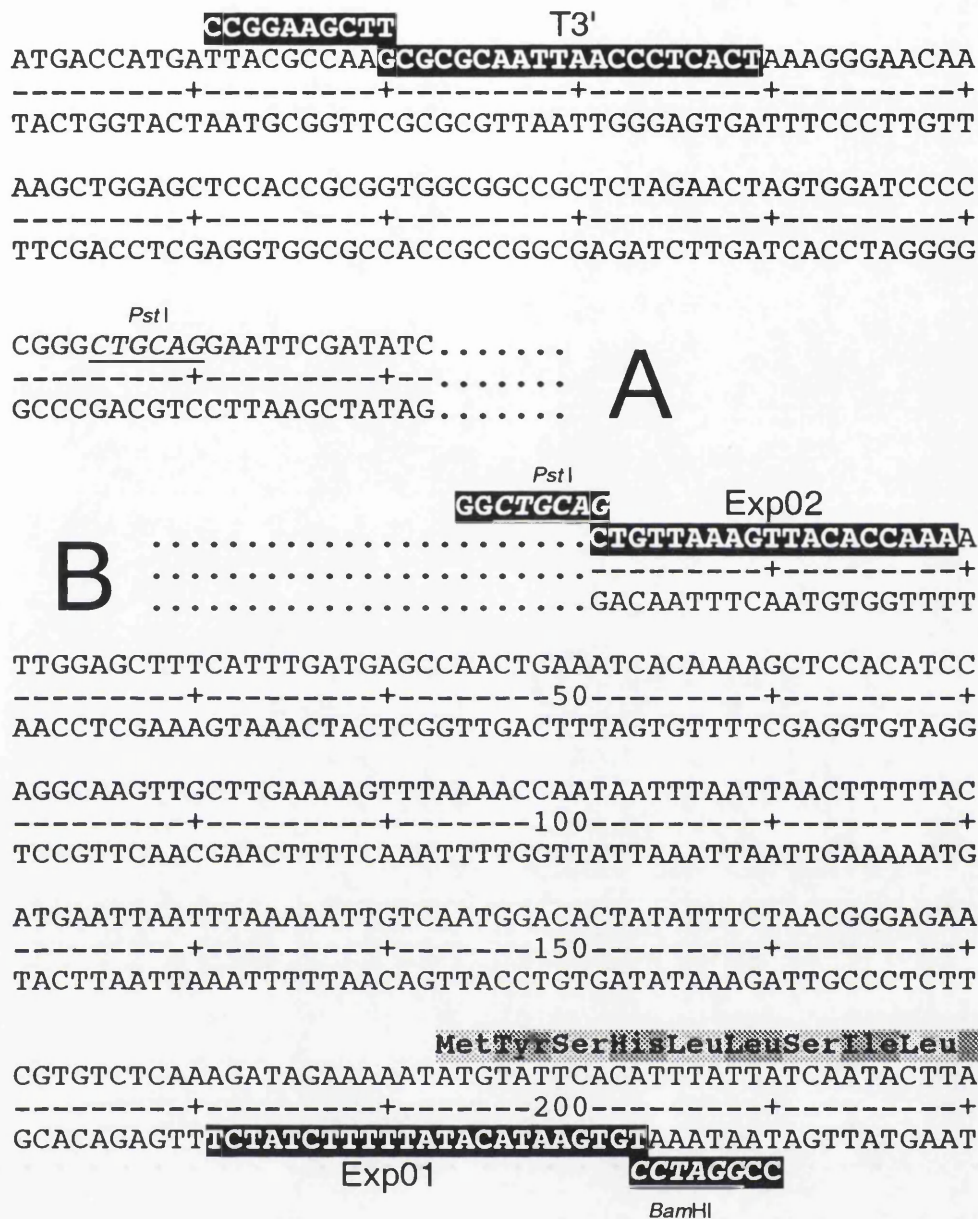 CCGGAAGCTT T3'
ATGACCATGATTACGCCAAGCGCGCAATTAACCCTCACTAAAGGGAACAA
---------+---------+---------+---------+---------+
TACTGGTACTAATGCGGTTCGCGCGTTAATTGGGAGTGATTTCCCTTGTT
AAGCTGGAGCTCCACCGCGGTGGCGGCCGCTCTAGAACTAGTGGATCCCC
---------+---------+---------+---------+---------+
TTCGACCTCGAGGTGGCGCCACCGCCGGCGAGATCTTGATCACCTAGGGG
PstI
CGGGCTGCAGGAATTCGATATC.......
---------+---------+--.......
GCCCGACGTCCTTAAGCTATAG.......
A
PstI
GGCTGCAG Exp02
B
.......................CTGTTAAAGTTACACCAAAA
.......................---------+---------+
.......................GACAATTTCAATGTGGTTTT
TTGGAGCTTTCATTTGATGAGCCAACTGAAATCACAAAAGCTCCACATCC
---------+---------+--------50---------+---------+
AACCTCGAAAGTAAACTACTCGGTTGACTTTAGTGTTTTCGAGGTGTAGG
AGGCAAGTTGCTTGAAAAGTTTAAAACCAATAATTTAATTAACTTTTTAC
---------+---------+-------100---------+---------+
TCCGTTCAACGAACTTTTCAAATTTTGGTTATTAAATTAATTGAAAAATG
ATGAATTAATTTAAAAATTGTCAATGGACACTATATTTCTAACGGGAGAA
---------+---------+-------150---------+---------+
TACTTAATTAAATTTTTAACAGTTACCTGTGATATAAAGATTGCCCTCTT
MetTyrSerHisLeuLeuSerIleLeu
CGTGTCTCAAAGATAGAAAAATATGTATTCACATTTATTATCAATACTTA
---------+---------+-------200---------+---------+
GCACAGAGTTTCTATCTTTTTATACATAAGTGTAAATAATAGTTATGAAT
Exp01 CCTAGGCC
BamHI